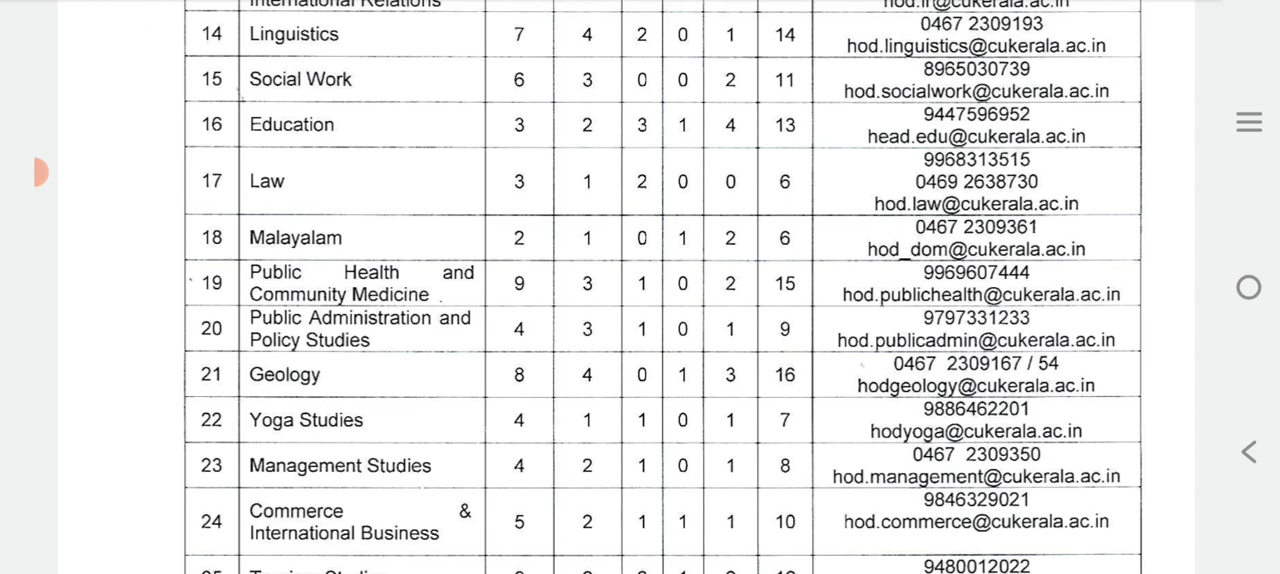 14 Linguistics 7 4 2 0 1 14 0467 2309193
hod.linguistics@cukerala.ac.in
15 Social Work 6 3 0 0 2 11 8965030739
hod.socialwork@cukerala.ac.in
16 Education 3 2 3 1 4 13 9447596952
head.edu@cukerala.ac.in
9968313515
17 Law 3 1 2 0 0 6 0469 2638730
hod.law@cukerala.ac.in
18 Malayalam 2 1 0 1 2 6 0467 2309361
hod_dom@cukerala.ac.in
19 Public Health and 9 3 1 0 2 15 9969607444
Community Medicine hod.publichealth@cukerala.ac.in
20 Public Administration and 4 3 1 0 1 9 9797331233
Policy Studies hod.publicadmin@cukerala.ac.in
21 Geology 8 4 0 1 3 16 0467 2309167 / 54
hodgeology@cukerala.ac.in
22 Yoga Studies 4 1 1 0 1 7 9886462201
hodyoga@cukerala.ac.in
23 Management Studies 4 2 1 0 1 8 0467 2309350
hod.management@cukerala.ac.in
24 Commerce & 5 2 1 1 1 10 9846329021
International Business hod.commerce@cukerala.ac.in
9480012022